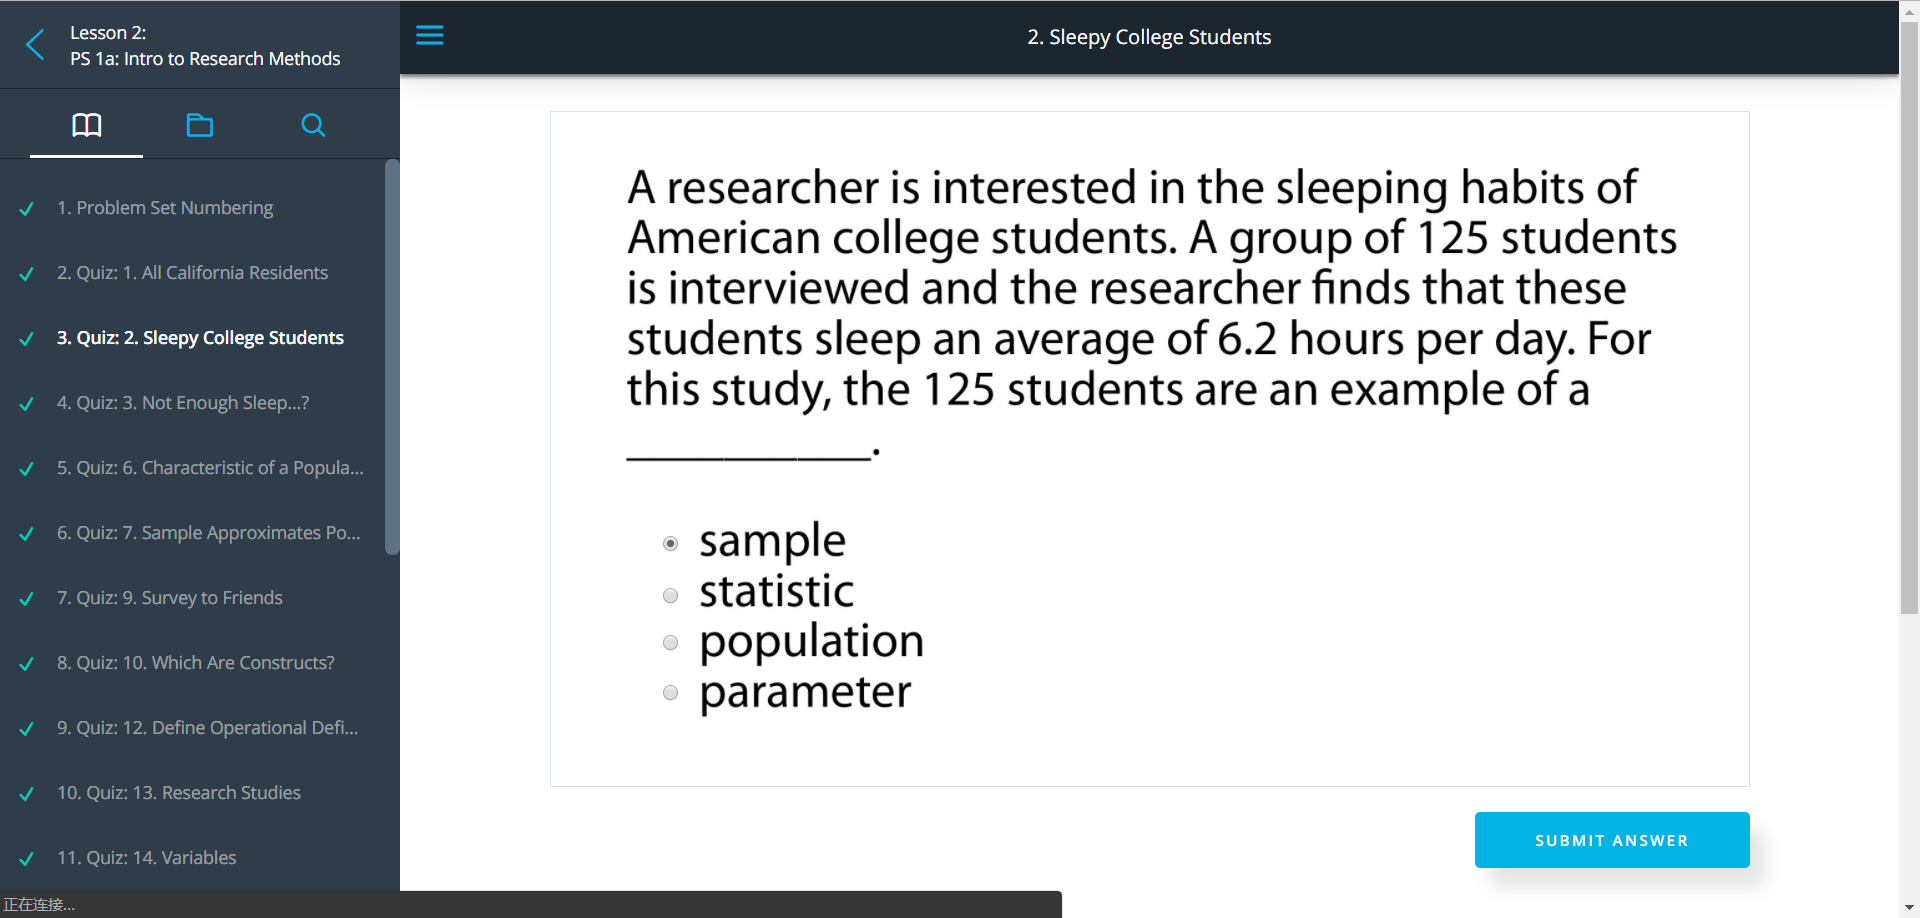 Lesson 2:
PS 1a: Intro to Research Methods
1. Problem Set Numbering
2. Quiz: 1. All California Residents
3. Quiz: 2. Sleepy College Students
4. Quiz: 3. Not Enough Sleep...?
5. Quiz: 6. Characteristic of a Popula...
6. Quiz: 7. Sample Approximates Po...
7. Quiz: 9. Survey to Friends
8. Quiz: 10. Which Are Constructs?
9. Quiz: 12. Define Operational Defi...
10. Quiz: 13. Research Studies
11. Quiz: 14. Variables
2. Sleepy College Students
A researcher is interested in the sleeping habits of
American college students. A group of 125 students
is interviewed and the researcher finds that these
students sleep an average of 6.2 hours per day. For
this study, the 125 students are an example of a
__________.
sample
statistic
population
parameter
SUBMIT ANSWER
正在连接...